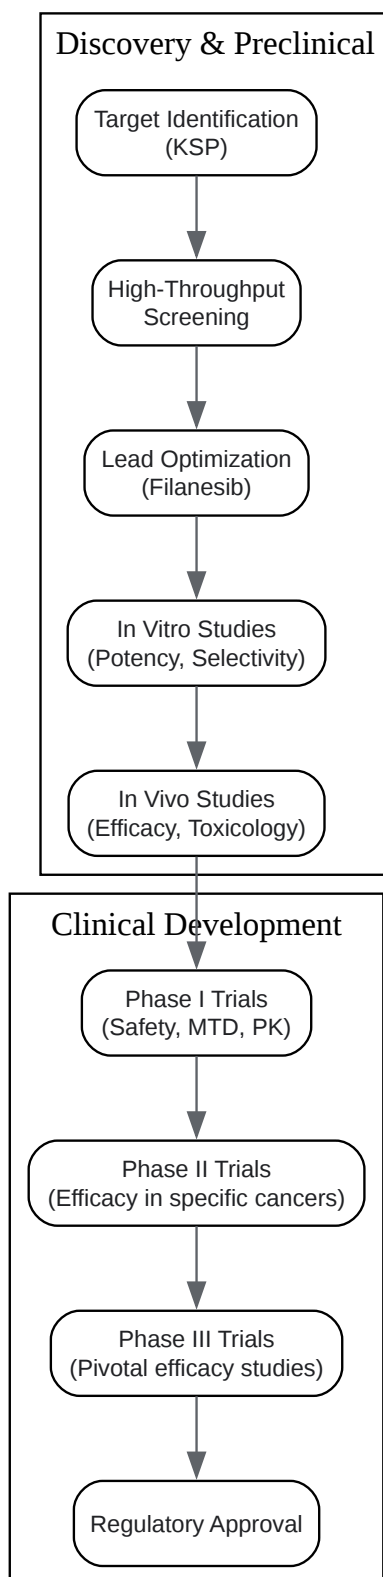 Discovery & Preclinical
Target Identification
(KSP)
High-Throughput
Screening
Lead Optimization
(Filanesib)
In Vitro Studies
(Potency, Selectivity)
In Vivo Studies
(Efficacy, Toxicology)
Clinical Development
Phase I Trials
(Safety, MTD, PK)
Phase II Trials
(Efficacy in specific cancers)
Phase III Trials
(Pivotal efficacy studies)
Regulatory Approval